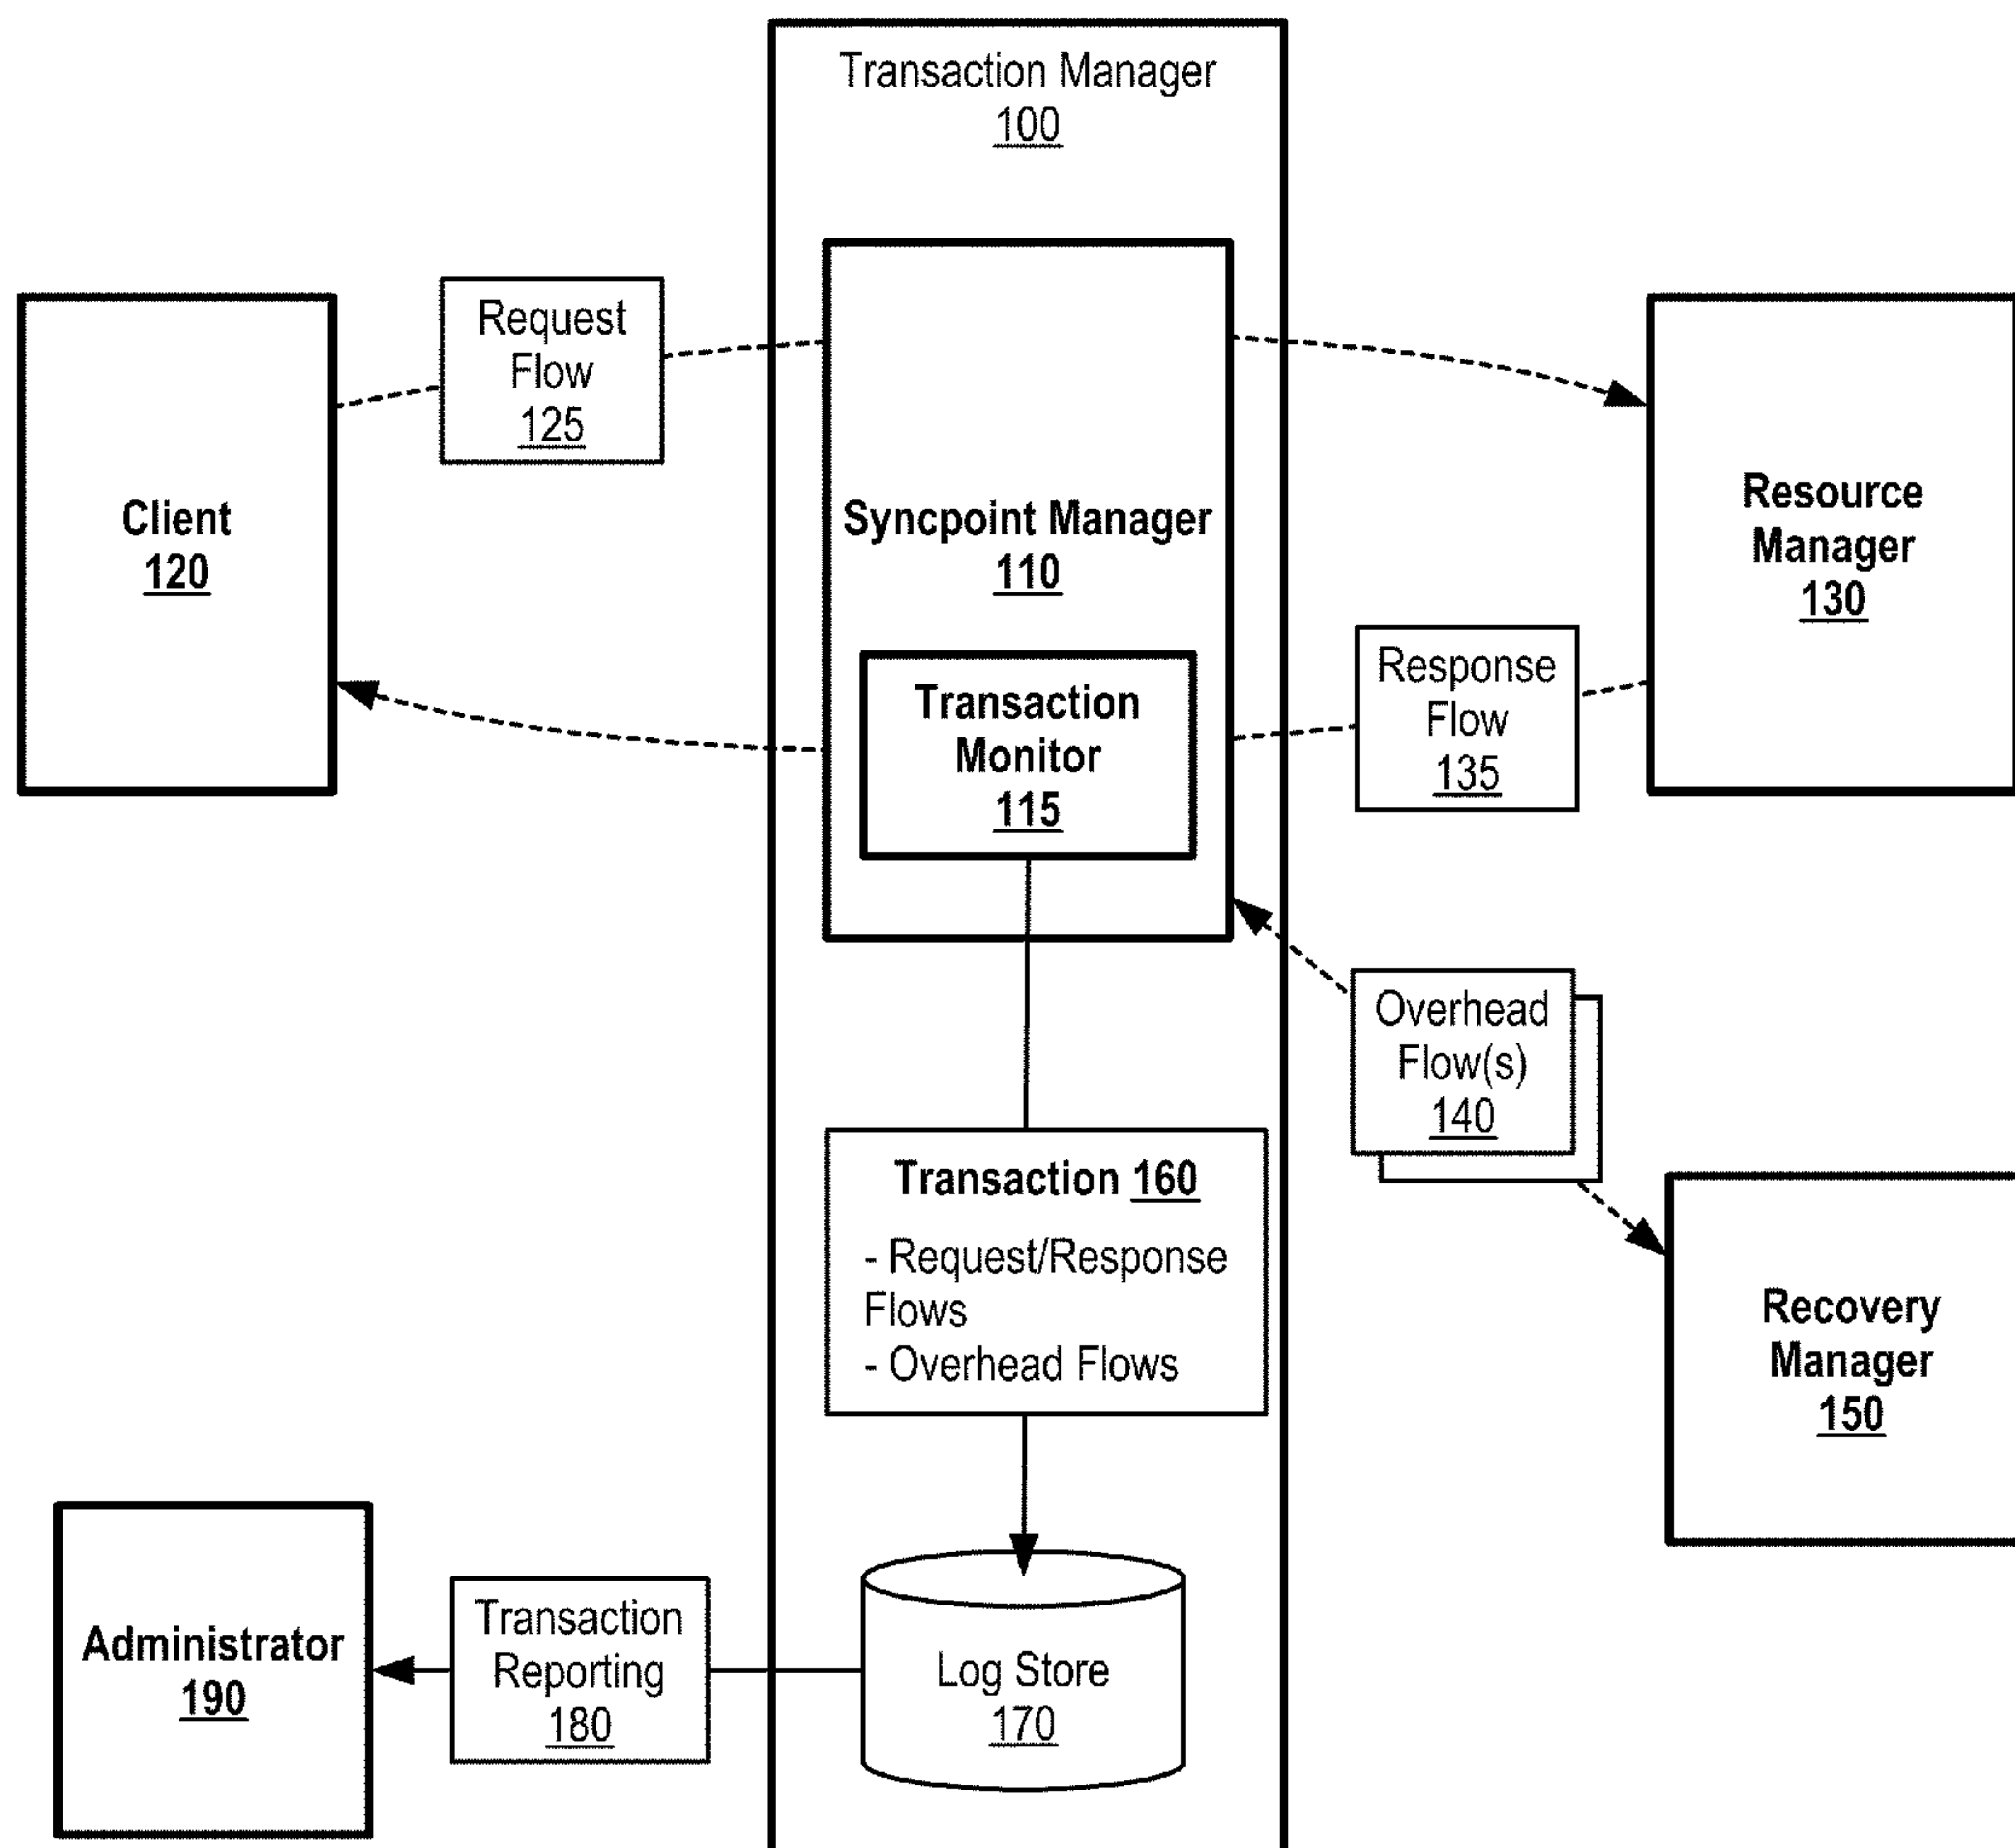 Transaction Manager
100
Request
Flow
125
Client
120
Syncpoint Manager
110
Resource
Manager
130
Transaction
Monitor
115
Response
Flow
135
Overhead
Flow(s)
140
Transaction 160
- Request/Response
Flows
- Overhead Flows
Recovery
Manager
150
Administrator
190
Transaction
Reporting
180
Log Store
170